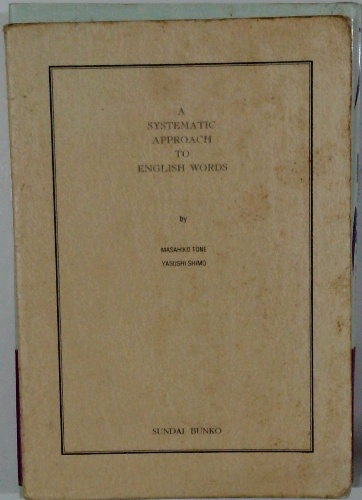 A
SYSTEMATIC
APPROACH
TO
ENGLISH WORDS
by
MASAHIKO TONE
YASUSHI SHIMO
SUNDAI BUNKO